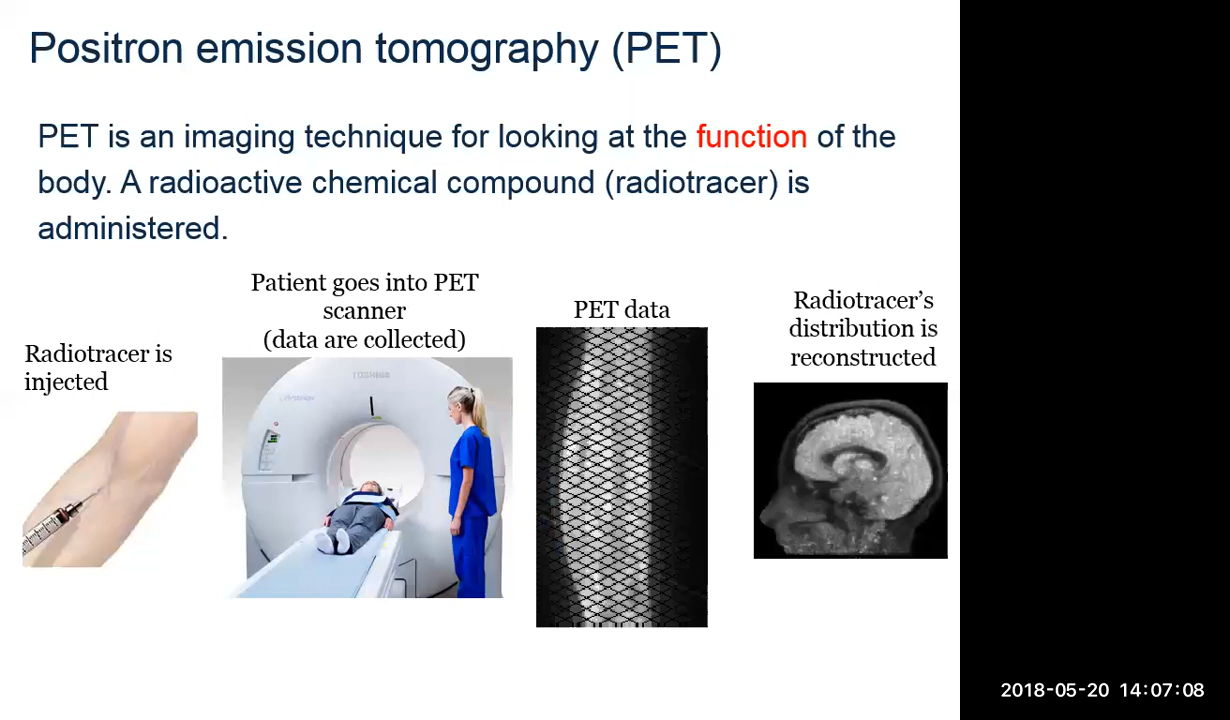 Positron emission tomography (PET)
PET is an imaging technique for looking at the function of the
body. A radioactive chemical compound (radiotracer) is
administered.
Radiotracer is
injected
Patient goes into PET
scanner
(data are collected)
PET data
Radiotracer’s
distribution is
reconstructed
TOSHIBA
2018-05-20 14:07:08